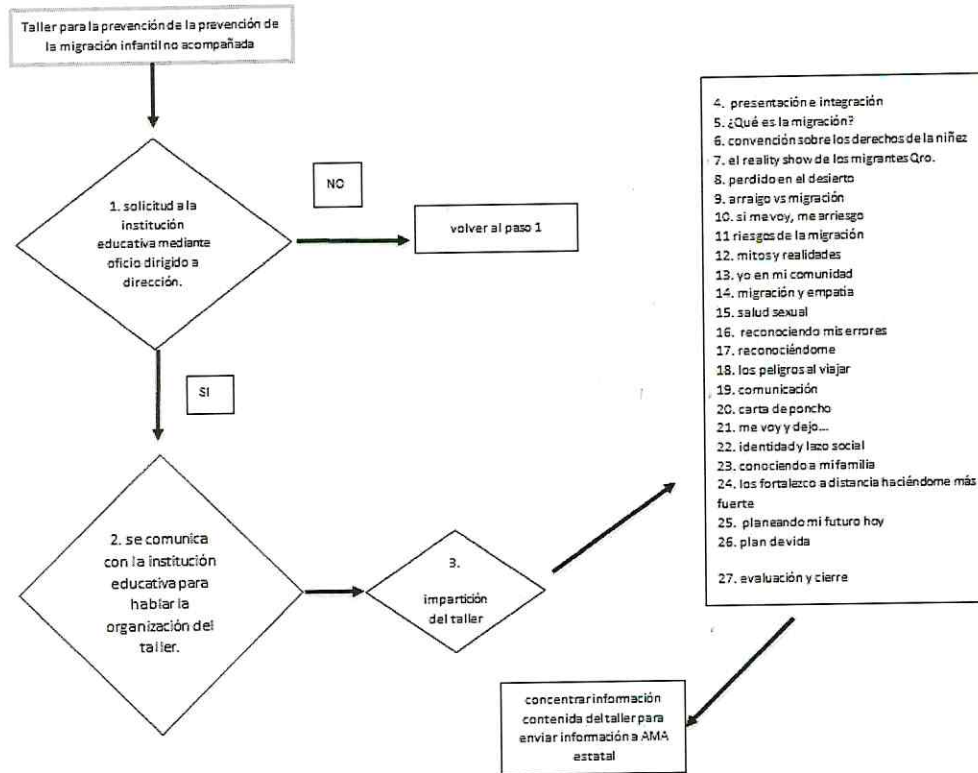 Taller para la prevención de la prevención de
la migración infantil no acompañada
1. solicitud a la
institución
educativa mediante
oficio dirigido a
dirección.
NO
volver al paso 1
SI
2. se comunica
con la institución
educativa para
hablar la
organización del
taller.
3.
impartición
del taller
4. presentación e integración
5. ¿Qué es la migración?
6. convención sobre los derechos de la niñez
7. el reality show de los migrantes Qro.
8. perdido en el desierto
9. arraigo vs migración
10. si me voy, me arriesgo
11 riesgos de la migración
12. mitos y realidades
13. yo en mi comunidad
14. migración y empatia
15. salud sexual
16. reconociendo mis errores
17. reconociéndome
18. los peligros al viajar
19. comunicación
20. carta de poncho
21. me voy y dejo...
22. identidad y lazo social
23. conociendo a mi familia
24. los fortalezco a distancia haciéndome más
fuerte
25. planeando mi futuro hoy
26. plan de vida
27. evaluación y cierre
concentrar información
contenida del taller para
enviar información a AMA
estatal